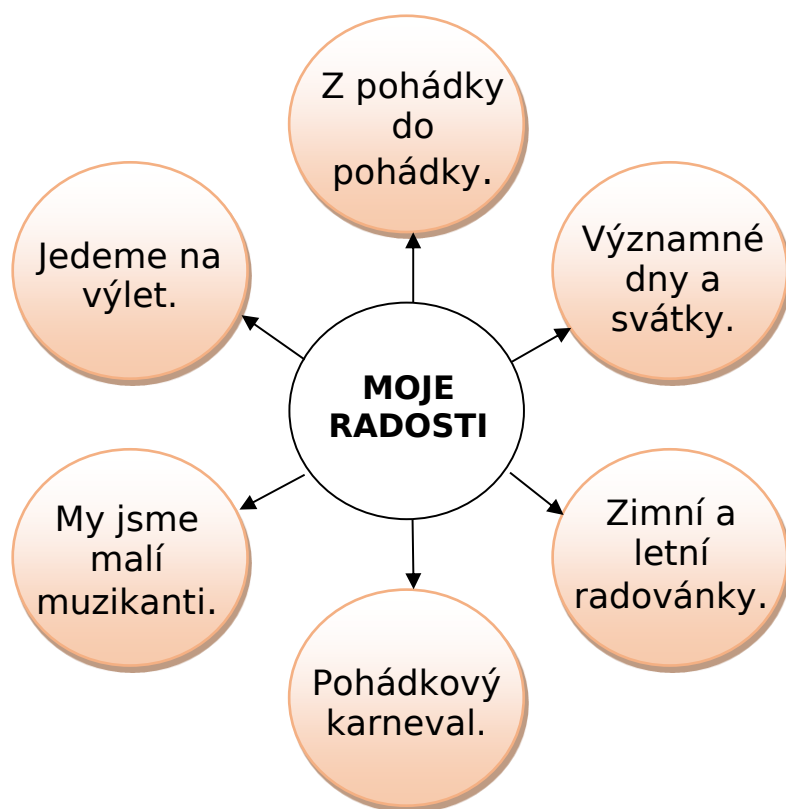 Z pohádky
do
pohádky.
Významné
dny a
svátky.
Jedeme na
výlet.
MOJE
RADOSTI
My jsme
malí
muzikanti.
Zimní a
letní
radovánky.
Pohádkový
karneval.